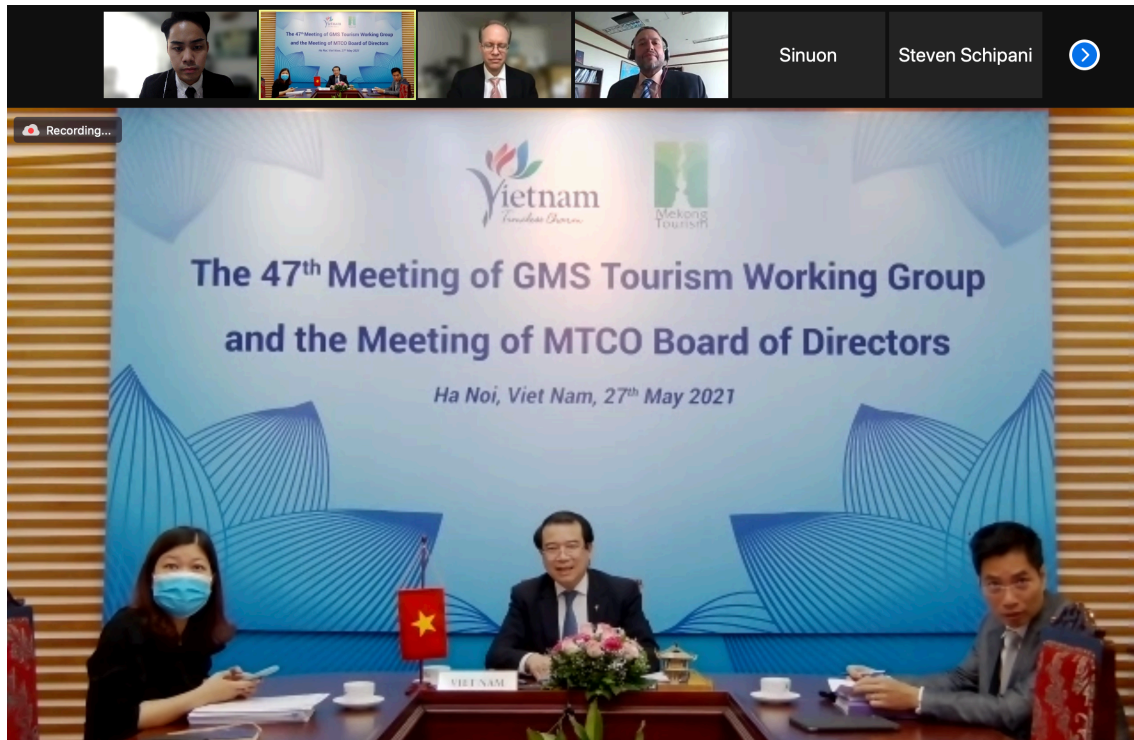 Sinuon
Steven Schipani
Recording...
Vietnam
Timeless Charm
Mekong
Tourism
The 47th Meeting of GMS Tourism Working Group
and the Meeting of MTCO Board of Directors
Ha Noi, Viet Nam, 27th May 2021
VIET NAM